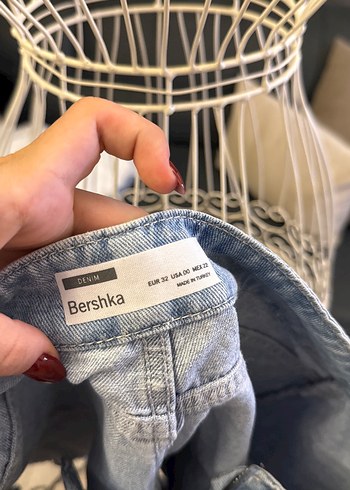 DENIM
Bershka
EUR 32 USA 00 MEX 22
MADE IN TURKEY